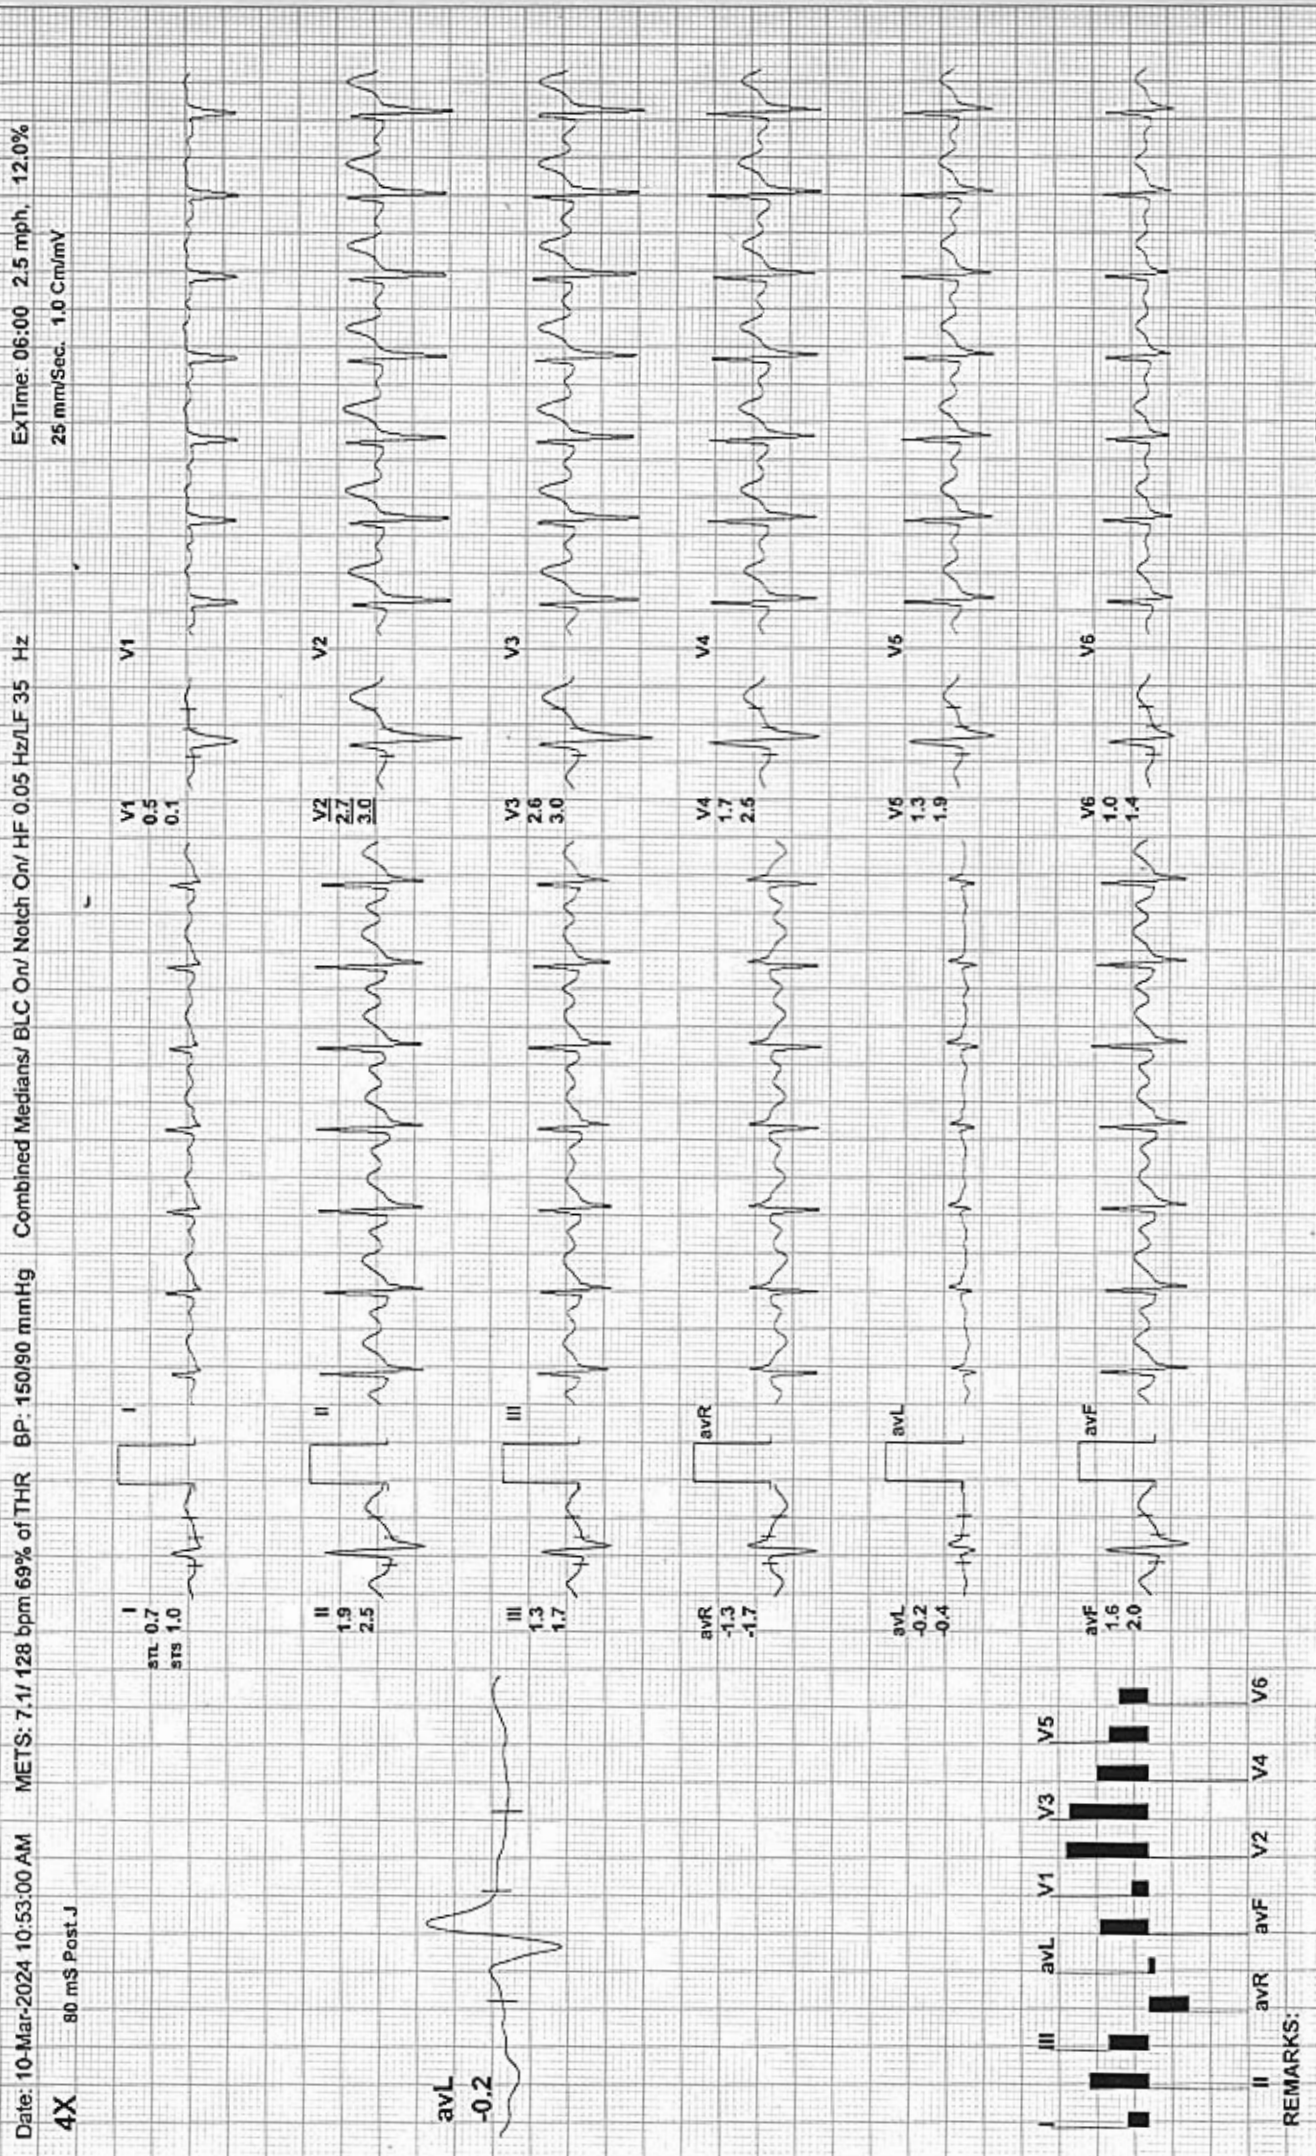 Date: 10-Mar-2024 10:53:00 AM METS: 7.1/ 128 bpm 69% of THR BP: 150/90 mmHg Combined Medians/ BLC On/ Notch On/ HF 0.05 Hz/LF 35 Hz ExTime: 06:00 2.5 mph, 12.0%
4X 80 mS Post J 25 mm/Sec. 1.0 Cm/mV
I
STL 0.7
STS 1.0
I
V1
0.5
0.1
V1
II
1.9
2.5
II
V2
2.7
3.0
V2
avL
-0.2
III
1.3
1.7
III
V3
2.6
3.0
V3
avR
-1.3
-1.7
avR
V4
1.7
2.5
V4
avL
-0.2
-0.4
avL
V5
1.3
1.9
V5
avF
1.6
2.0
avF
V6
1.0
1.4
V6
I III avL V1 V3 V5
II avR avF V2 V4 V6
REMARKS: